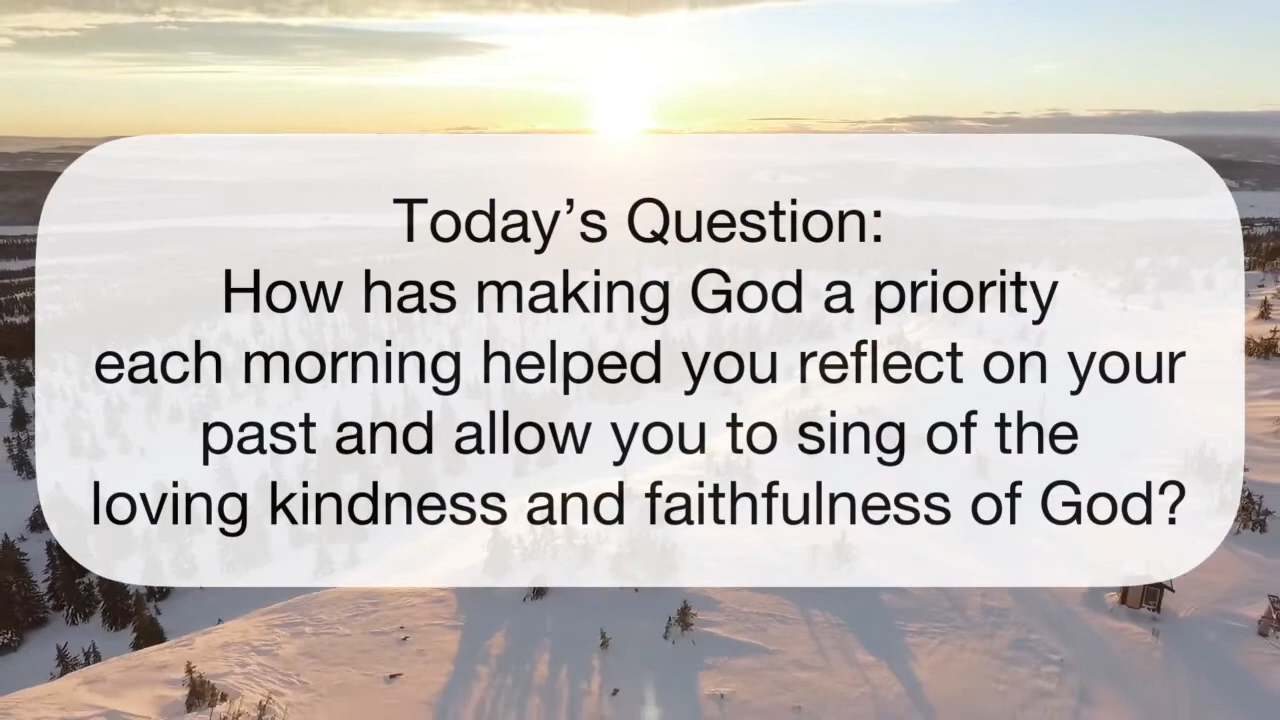 Today’s Question:
How has making God a priority
each morning helped you reflect on your
past and allow you to sing of the
loving kindness and faithfulness of God?